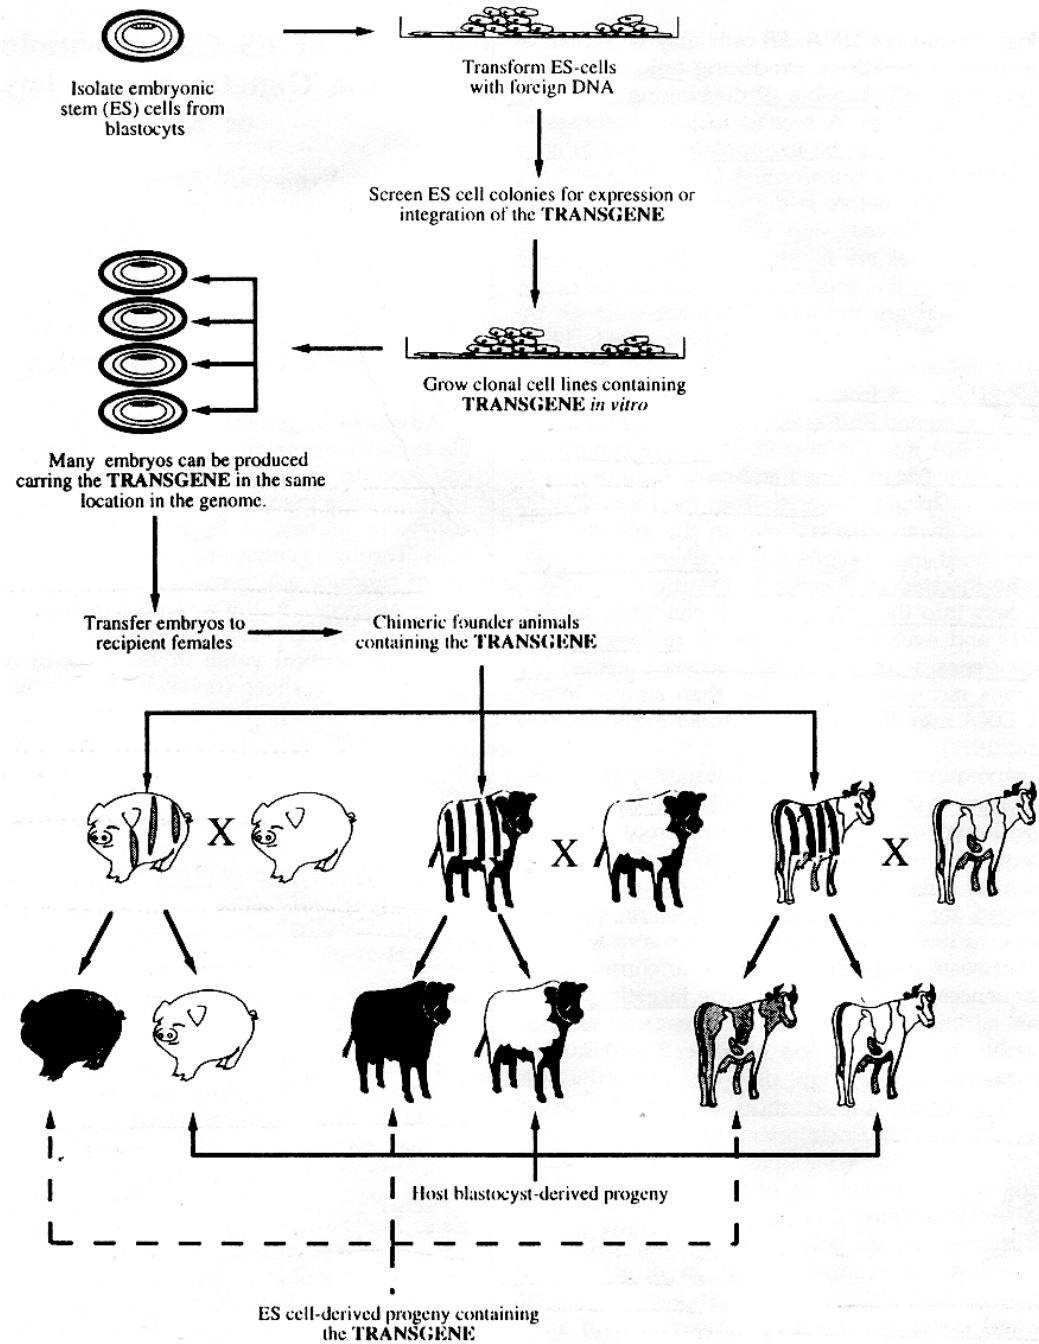 Isolate embryonic
stem (ES) cells from
blastocyts
Transform ES-cells
with foreign DNA
Screen ES cell colonies for expression or
integration of the TRANSGENE
Grow clonal cell lines containing
TRANSGENE in vitro
Many embryos can be produced
carring the TRANSGENE in the same
location in the genome.
Transfer embryos to
recipient females
Chimeric founder animals
containing the TRANSGENE
X
X
X
Host blastocyst-derived progeny
ES cell-derived progeny containing
the TRANSGENE